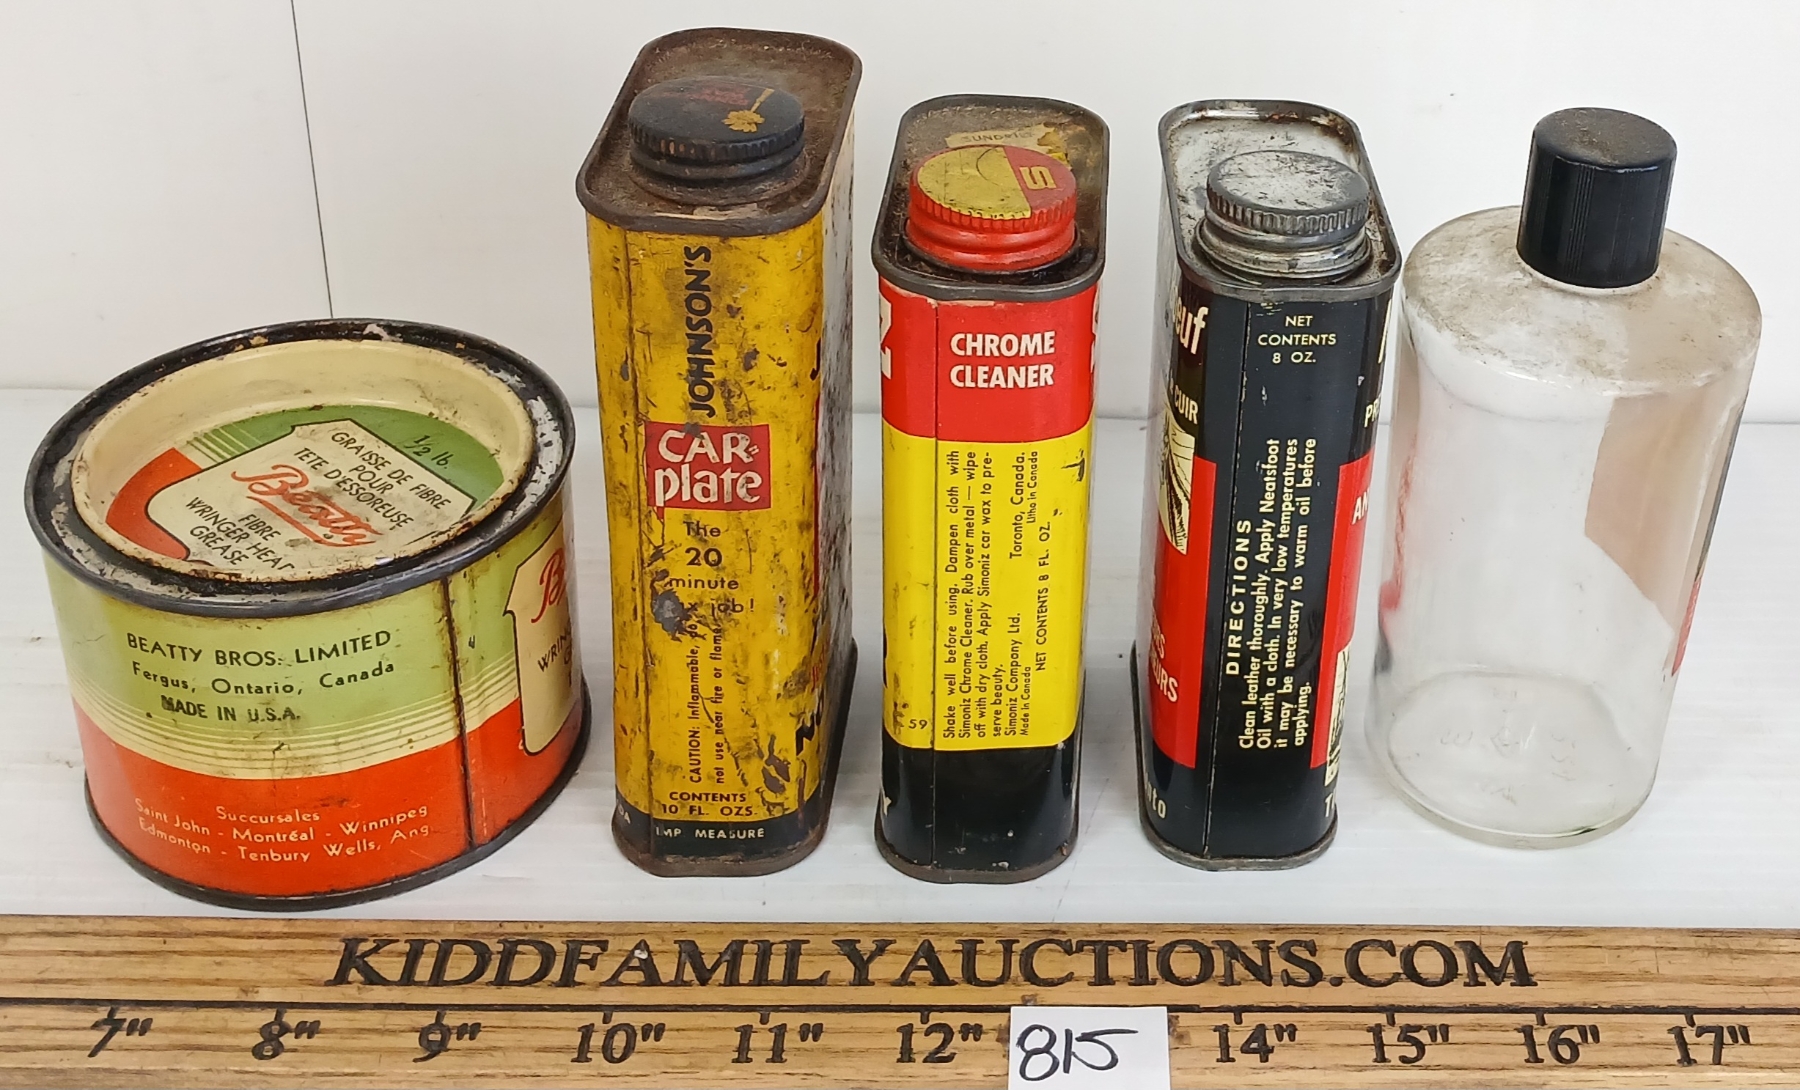 ½ lb.
GRAISSE DE FIBRE
POUR
TETE D'ESSOREUSE
Beatty
FIBRE
WRINGER HEAD
GREASE
BEATTY BROS. LIMITED
Fergus, Ontario, Canada
MADE IN U.S.A.
Succursales
Saint John - Montréal - Winnipeg
Edmonton - Tenbury Wells, Ang
WRIN
JOHNSON'S
CAR
plate
The
20
minute
job!
CAUTION: Inflammable, do
not use near fire or flame
CONTENTS
10 FL. OZS.
IMP MEASURE
S
Z
CHROME
CLEANER
Shake well before using. Dampen cloth with
Simoniz Chrome Cleaner. Rub over metal — wipe
off with dry cloth. Apply Simoniz car wax to pre-
serve beauty.
Simoniz Company Ltd. Toronto, Canada.
Made in Canada Litho in Canada
NET CONTENTS 8 FL. OZ.
59
euf
CUIR
URS
nto
NET
CONTENTS
8 OZ.
DIRECTIONS
Clean leather thoroughly. Apply Neatsfoot
Oil with a cloth. In very low temperatures
it may be necessary to warm oil before
applying.
KIDDFAMILYAUCTIONS.COM
7" 8" 9" 10" 11" 12" 14" 15" 16" 17"
815